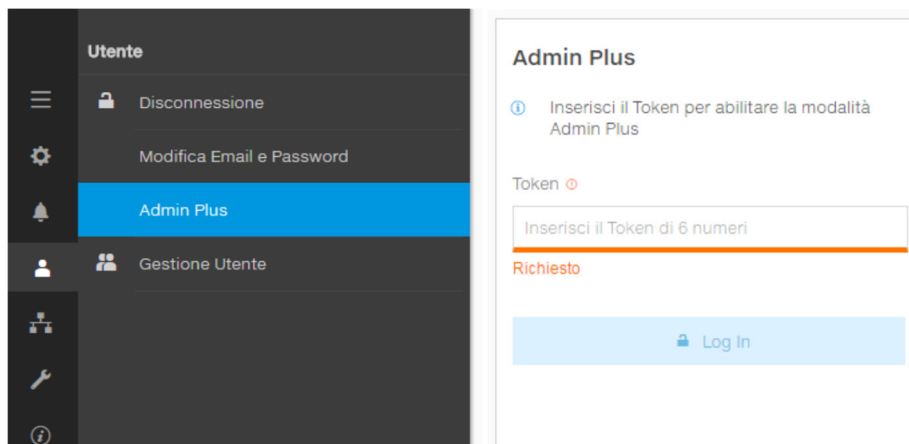 Utente
Disconnessione
Modifica Email e Password
Admin Plus
Gestione Utente
Admin Plus
Inserisci il Token per abilitare la modalità
Admin Plus
Token
Inserisci il Token di 6 numeri
Richiesto
Log In